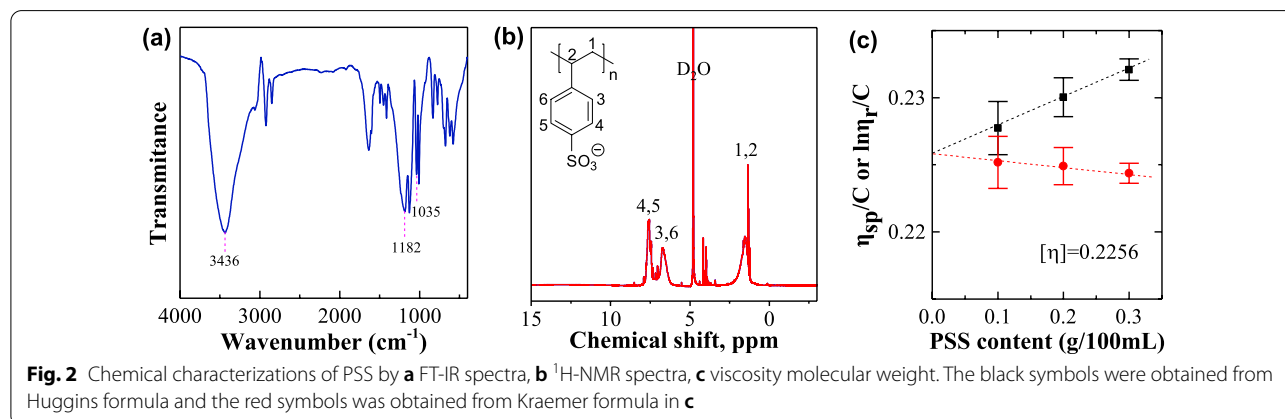 (a)
Transmitance
3436
1182
1035
4000 3000 2000 1000
Wavenumber (cm⁻¹)
(b)
2 1
n
6 3
5 4
SO₃⁻
D₂O
4,5
3,6
1,2
15 10 5 0
Chemical shift, ppm
(c)
ηsp/C or lnηr/C
0.23
0.22
[η]=0.2256
0.0 0.1 0.2 0.3
PSS content (g/100mL)
Fig. 2 Chemical characterizations of PSS by a FT-IR spectra, b ¹H-NMR spectra, c viscosity molecular weight. The black symbols were obtained from
Huggins formula and the red symbols was obtained from Kraemer formula in c